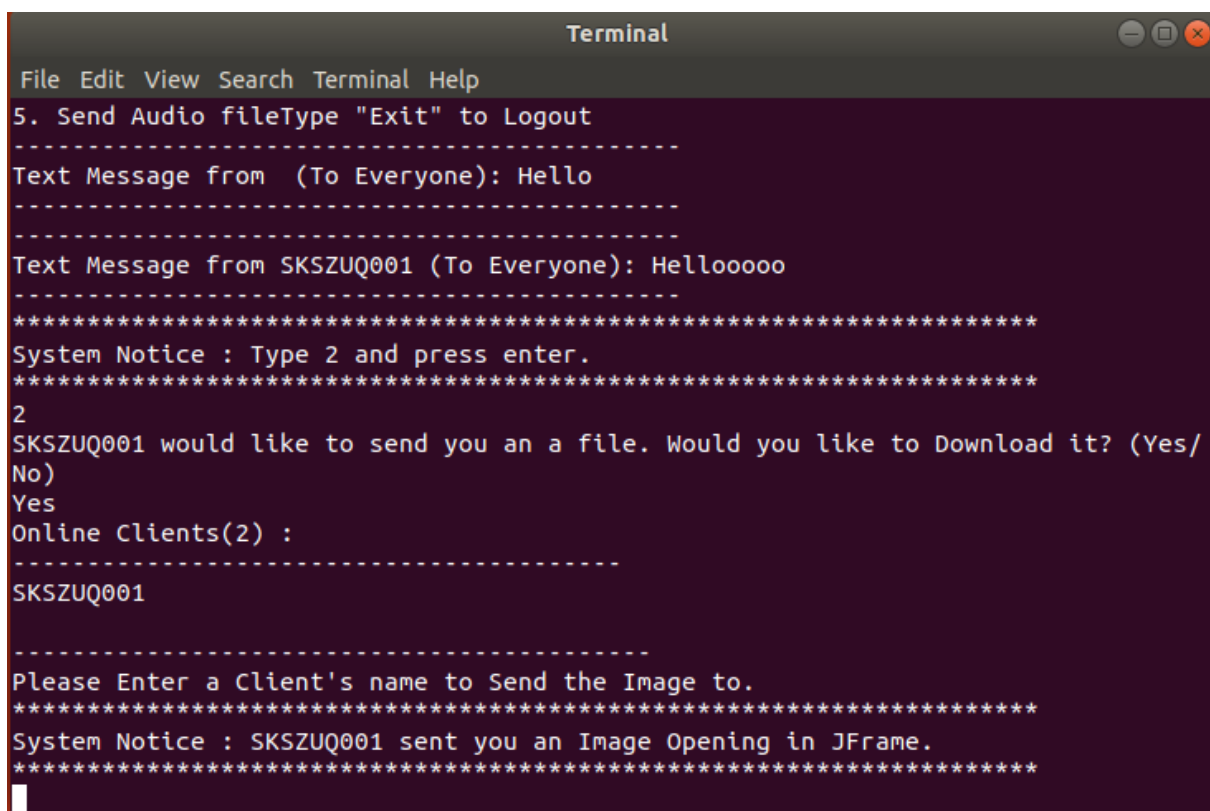 Terminal
File Edit View Search Terminal Help
5. Send Audio fileType "Exit" to Logout
---------------------------------------------
Text Message from  (To Everyone): Hello
---------------------------------------------
---------------------------------------------
Text Message from SKSZUQ001 (To Everyone): Hellooooo
---------------------------------------------
*********************************************************************
System Notice : Type 2 and press enter.
*********************************************************************
2
SKSZUQ001 would like to send you an a file. Would you like to Download it? (Yes/
No)
Yes
Online Clients(2) :
-----------------------------------------
SKSZUQ001
-------------------------------------------
Please Enter a Client's name to Send the Image to.
*********************************************************************
System Notice : SKSZUQ001 sent you an Image Opening in JFrame.
*********************************************************************